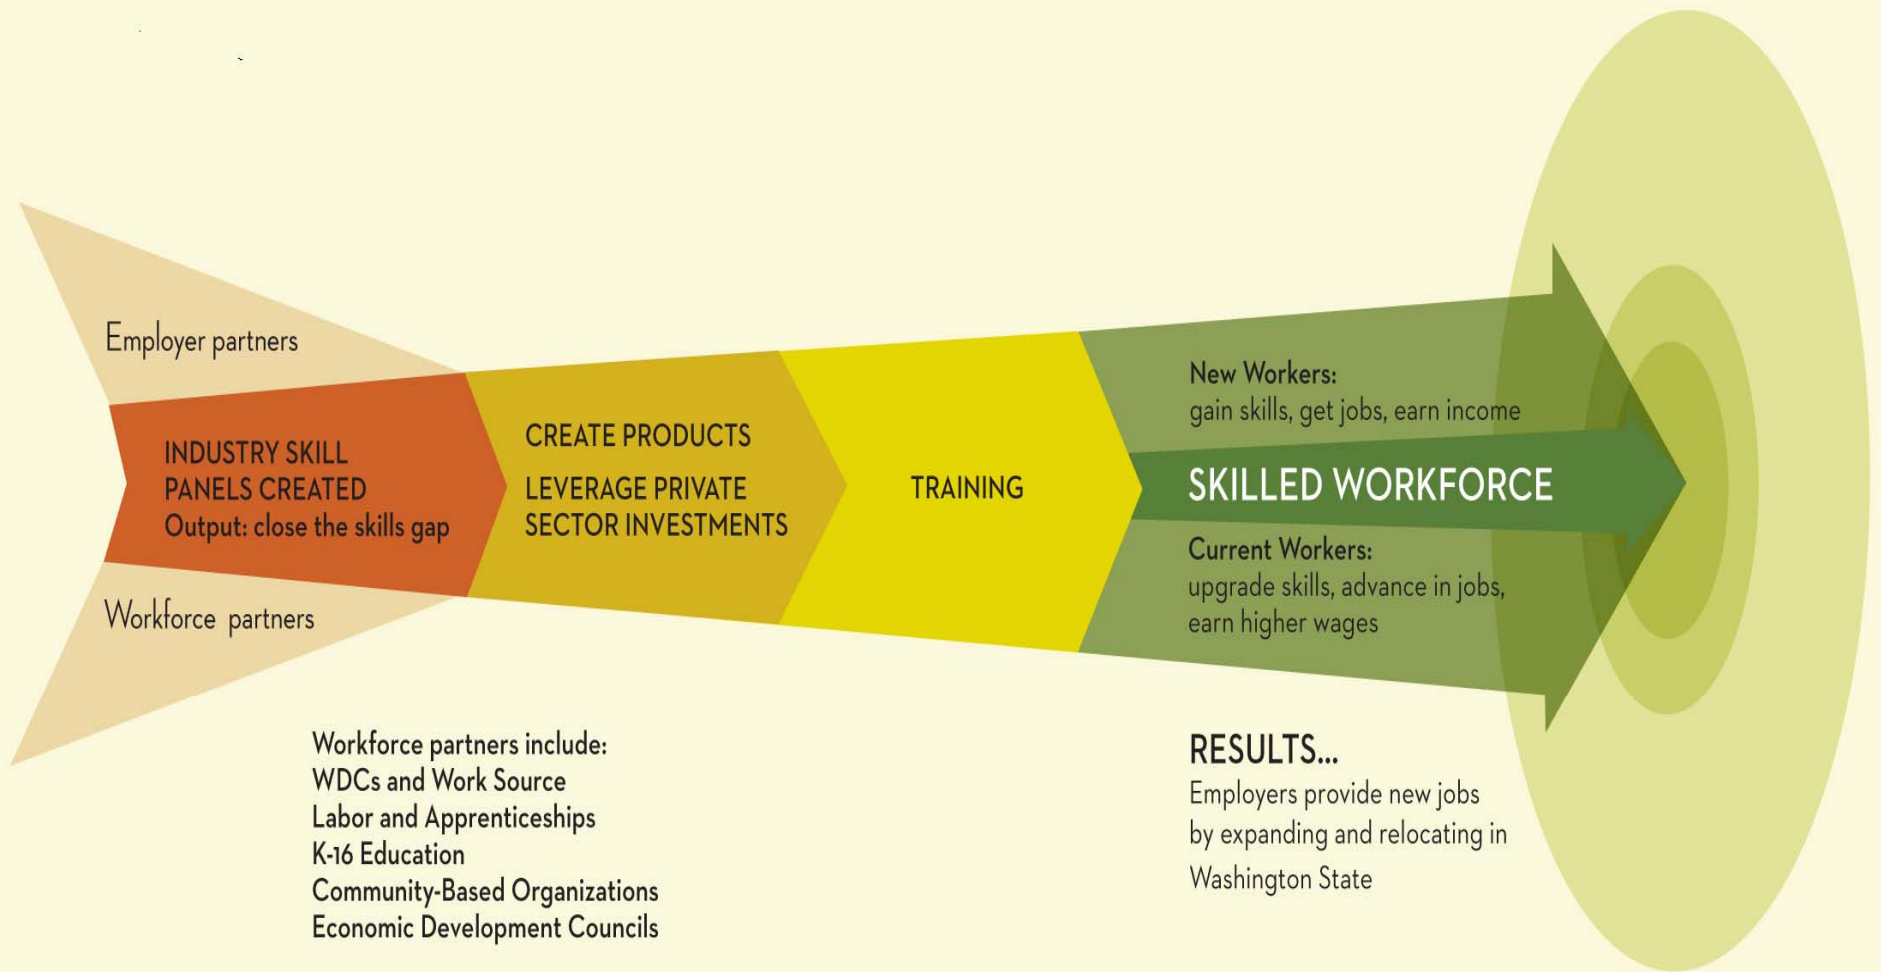 Employer partners
INDUSTRY SKILL
PANELS CREATED
Output: close the skills gap
Workforce partners
CREATE PRODUCTS
LEVERAGE PRIVATE
SECTOR INVESTMENTS
TRAINING
New Workers:
gain skills, get jobs, earn income
SKILLED WORKFORCE
Current Workers:
upgrade skills, advance in jobs,
earn higher wages
Workforce partners include:
WDCs and Work Source
Labor and Apprenticeships
K-16 Education
Community-Based Organizations
Economic Development Councils
RESULTS...
Employers provide new jobs
by expanding and relocating in
Washington State